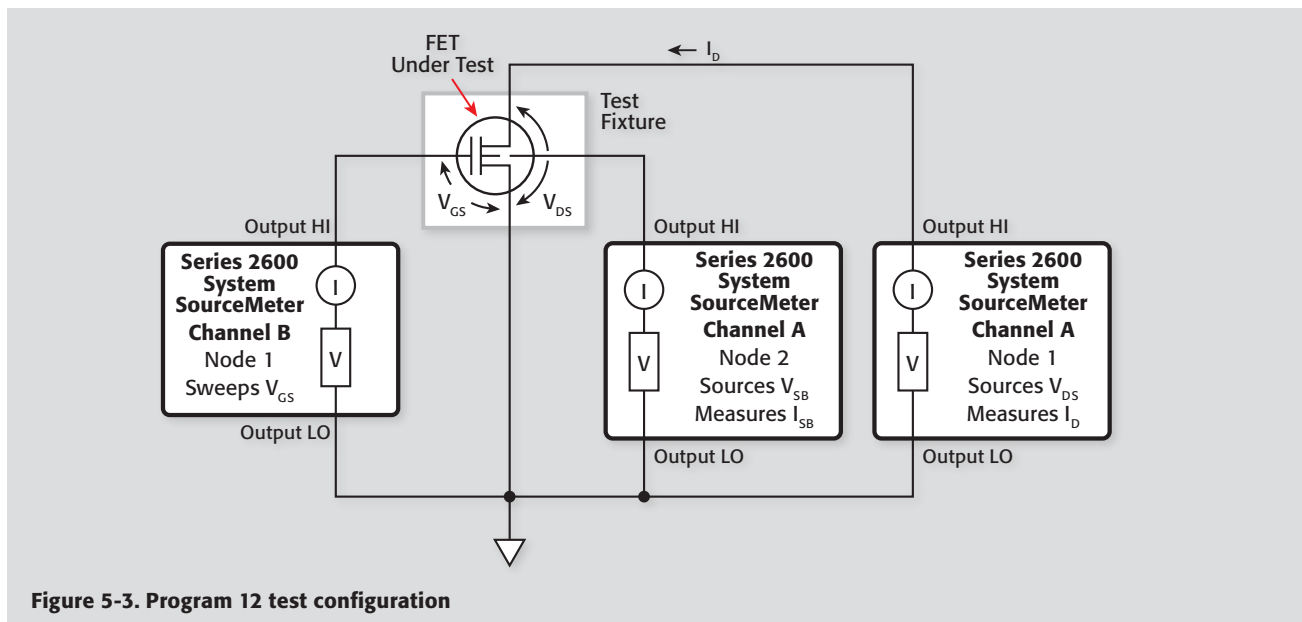 FET
Under Test
← I_D
Test
Fixture
V_GS
V_DS
Output HI
Series 2600
System
SourceMeter
Channel B
Node 1
Sweeps V_GS
I
V
Output LO
Output HI
I
V
Series 2600
System
SourceMeter
Channel A
Node 2
Sources V_SB
Measures I_SB
Output LO
Output HI
I
V
Series 2600
System
SourceMeter
Channel A
Node 1
Sources V_DS
Measures I_D
Output LO
Figure 5-3. Program 12 test configuration